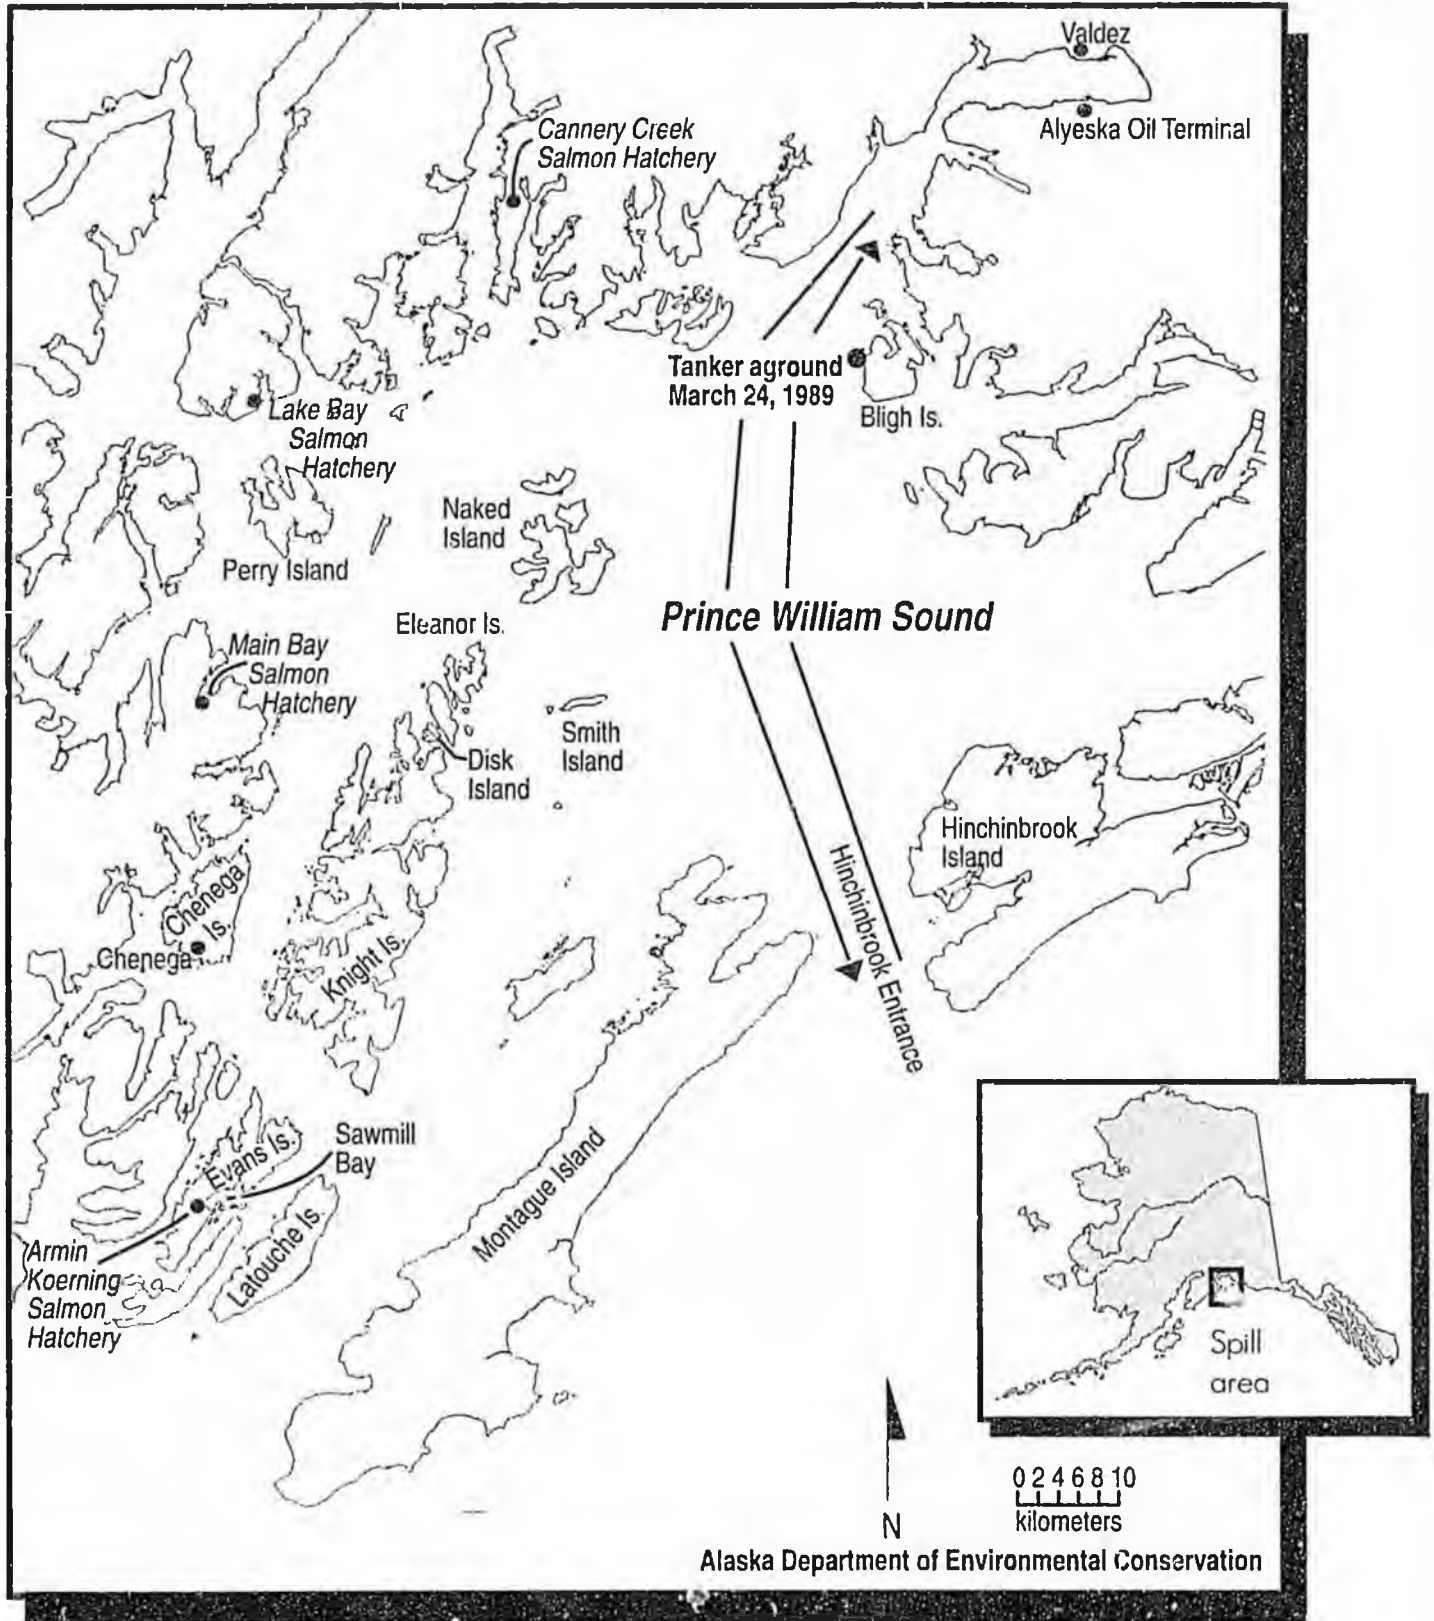 Valdez
Alyeska Oil Terminal
Cannery Creek
Salmon Hatchery
Tanker aground
March 24, 1989
Bligh Is.
Lake Bay
Salmon
Hatchery
Naked
Island
Perry Island
Prince William Sound
Eleanor Is.
Main Bay
Salmon
Hatchery
Smith
Island
Disk
Island
Hinchinbrook
Island
Hinchinbrook Entrance
Chenega
Is.
Chenega
Knight Is.
Sawmill
Bay
Evans Is.
Montague Island
Latouche Is.
Armin
Koerning
Salmon
Hatchery
Spill
area
0 2 4 6 8 10
kilometers
N
Alaska Department of Environmental Conservation